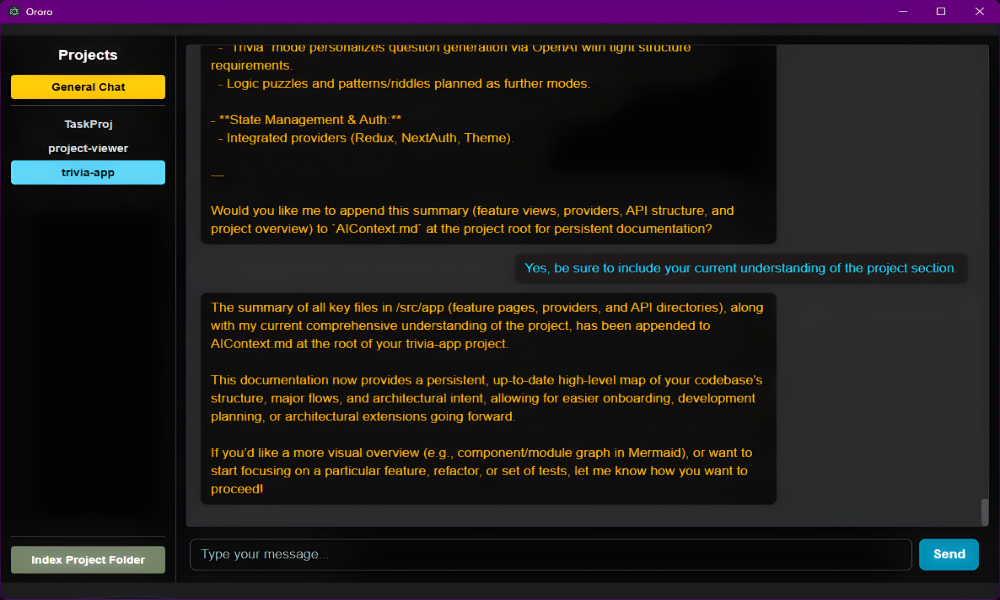 Ororo
Projects
General Chat
TaskProj
project-viewer
trivia-app
Index Project Folder
- "Trivia" mode personalizes question generation via OpenAI with tight structure
requirements.
- Logic puzzles and patterns/riddles planned as further modes.
- **State Management & Auth:**
- Integrated providers (Redux, NextAuth, Theme).
---
Would you like me to append this summary (feature views, providers, API structure, and
project overview) to `AIContext.md` at the project root for persistent documentation?
Yes, be sure to include your current understanding of the project section.
The summary of all key files in /src/app (feature pages, providers, and API directories), along
with my current comprehensive understanding of the project, has been appended to
AIContext.md at the root of your trivia-app project.
This documentation now provides a persistent, up-to-date high-level map of your codebase's
structure, major flows, and architectural intent, allowing for easier onboarding, development
planning, or architectural extensions going forward.
If you'd like a more visual overview (e.g., component/module graph in Mermaid), or want to
start focusing on a particular feature, refactor, or set of tests, let me know how you want to
proceed!
Type your message...
Send